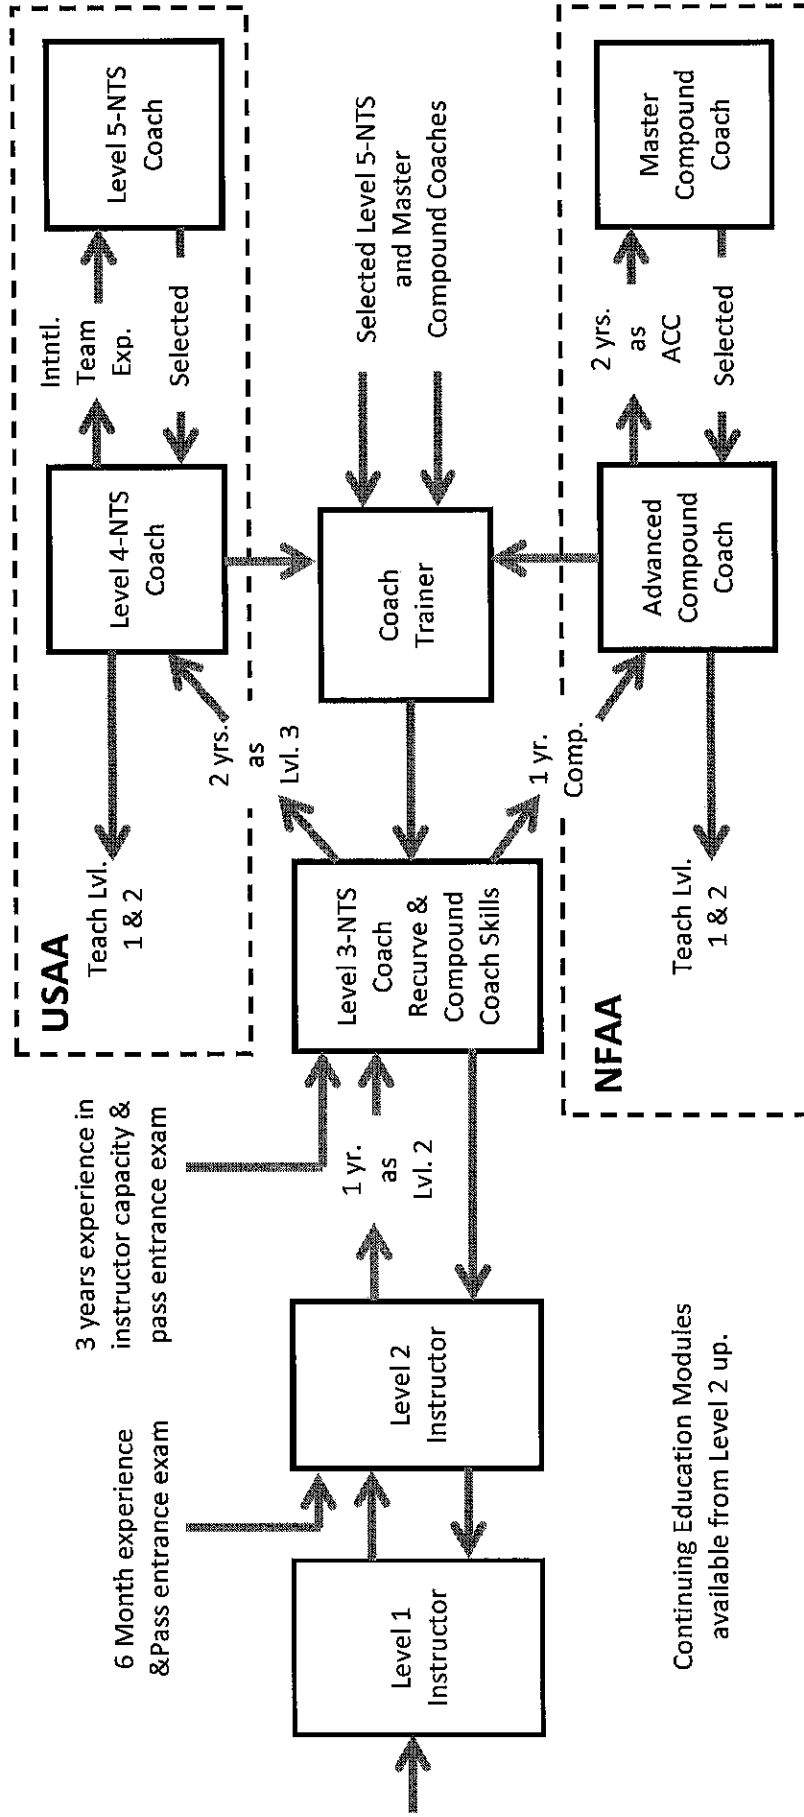 6 Month experience
&Pass entrance exam
3 years experience in
instructor capacity &
pass entrance exam
USAA
Teach Lvl.
1 & 2
Level 4-NTS
Coach
Intntl.
Team
Exp.
Selected
Level 5-NTS
Coach
2 yrs.
as
Lvl. 3
Level 1
Instructor
Level 2
Instructor
1 yr.
as
Lvl. 2
Level 3-NTS
Coach
Recurve &
Compound
Coach Skills
Coach
Trainer
Selected Level 5-NTS
and Master
Compound Coaches
1 yr.
Comp.
NFAA
Teach Lvl.
1 & 2
Advanced
Compound
Coach
2 yrs.
as
ACC
Selected
Master
Compound
Coach
Continuing Education Modules
available from Level 2 up.